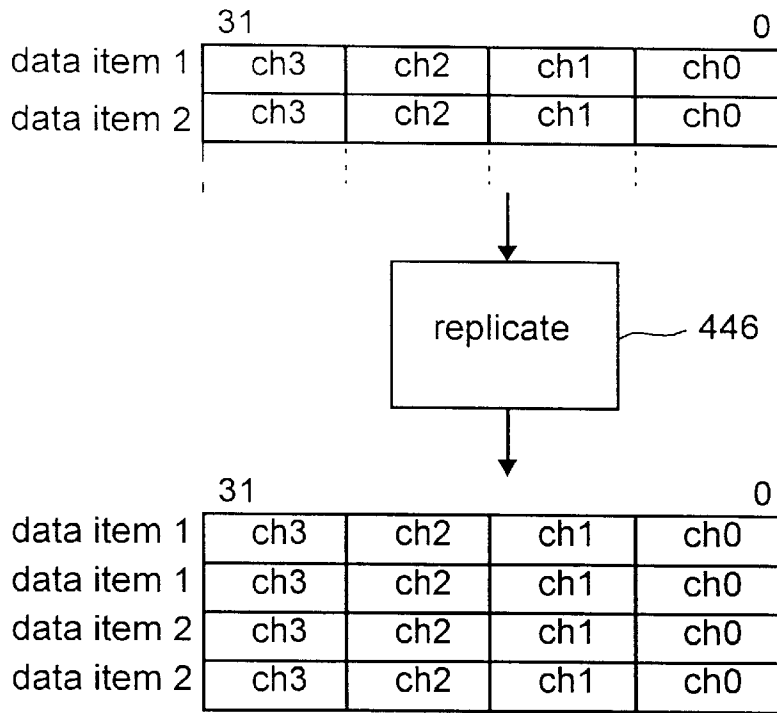 31 0
data item 1 ch3 ch2 ch1 ch0
data item 2 ch3 ch2 ch1 ch0
replicate 446
31 0
data item 1 ch3 ch2 ch1 ch0
data item 1 ch3 ch2 ch1 ch0
data item 2 ch3 ch2 ch1 ch0
data item 2 ch3 ch2 ch1 ch0